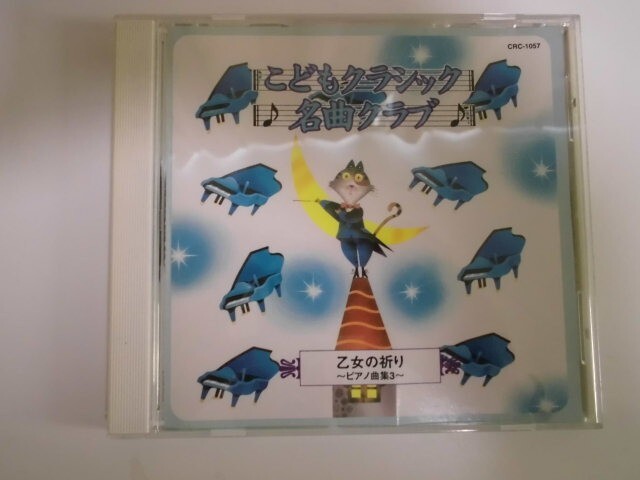 CRC-1057
こどもクラシック
名曲クラブ
乙女の祈り
～ピアノ曲集3～